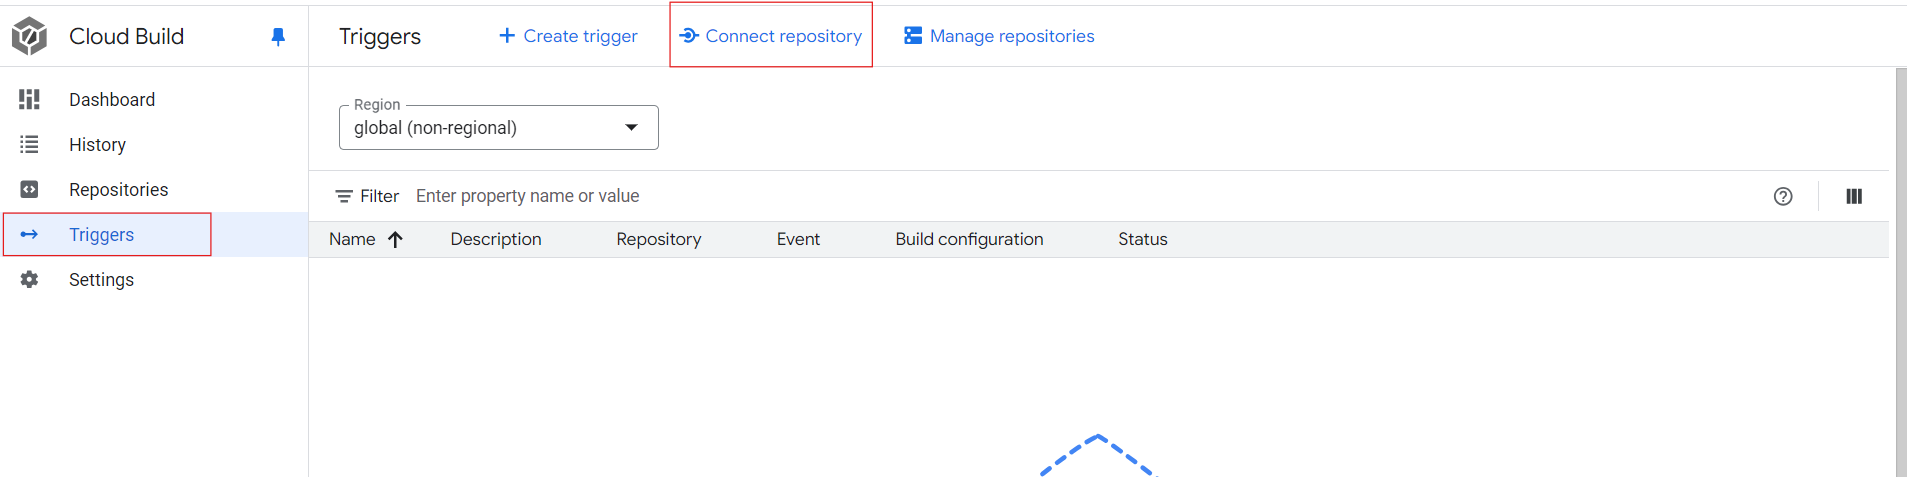 Cloud Build
Triggers
Create trigger
Connect repository
Manage repositories
Dashboard
History
Repositories
Triggers
Settings
Region
global (non-regional)
Filter Enter property name or value
Name Description Repository Event Build configuration Status